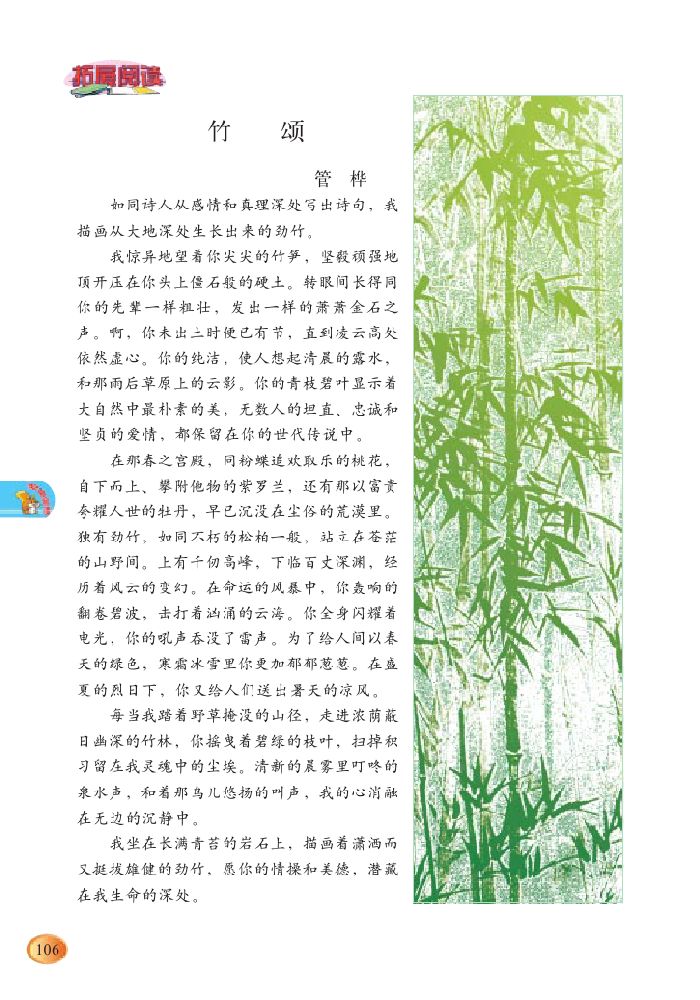 拓展阅读
竹 颂
管 桦
如同诗人从感情和真理深处写出诗句，我
描画从大地深处生长出来的劲竹。
我惊异地望着你尖尖的竹笋，坚毅顽强地
顶开压在你头上僵石般的硬土。转眼间长得同
你的先辈一样粗壮，发出一样的萧萧金石之
声。啊，你未出土时便已有节，直到凌云高处
依然虚心。你的纯洁，使人想起清晨的露水，
和那雨后草原上的云影。你的青枝碧叶显示着
大自然中最朴素的美，无数人的坦直、忠诚和
坚贞的爱情，都保留在你的世代传说中。
在那春之宫殿，同粉蝶追欢取乐的桃花，
自下而上、攀附他物的紫罗兰，还有那以富贵
夸耀人世的牡丹，早已沉没在尘俗的荒漠里。
独有劲竹，如同不朽的松柏一般，站立在苍茫
的山野间。上有千仞高峰，下临百丈深渊，经
历着风云的变幻。在命运的风暴中，你轰响的
翻卷碧波，击打着汹涌的云海。你全身闪耀着
电光，你的吼声吞没了雷声。为了给人间以春
天的绿色，寒霜冰雪里你更加郁郁葱葱。在盛
夏的烈日下，你又给人们送出暑天的凉风。
每当我踏着野草掩没的山径，走进浓荫蔽
日幽深的竹林，你摇曳着碧绿的枝叶，扫掉积
习留在我灵魂中的尘埃。清新的晨雾里叮咚的
泉水声，和着那鸟儿悠扬的叫声，我的心消融
在无边的沉静中。
我坐在长满青苔的岩石上，描画着潇洒而
又挺拔雄健的劲竹，愿你的情操和美德，潜藏
在我生命的深处。
106